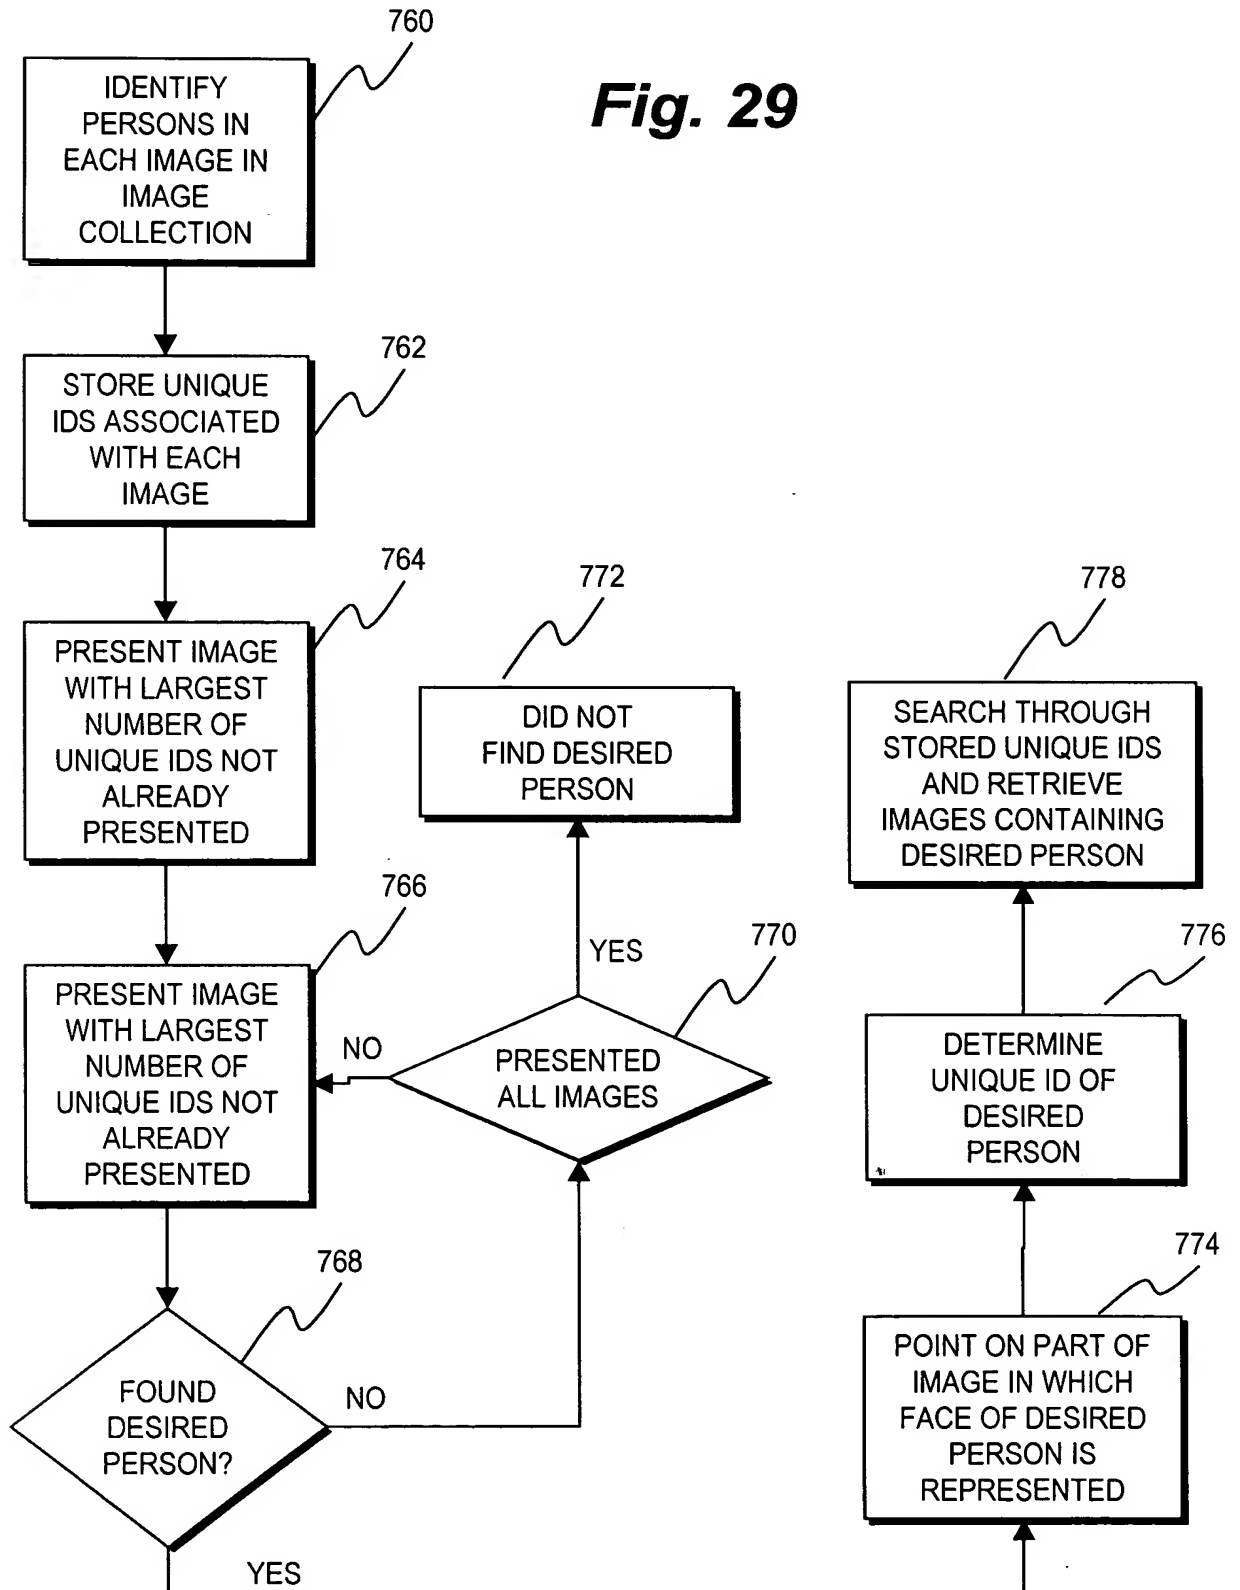 Fig. 29
760
IDENTIFY
PERSONS IN
EACH IMAGE IN
IMAGE
COLLECTION
762
STORE UNIQUE
IDS ASSOCIATED
WITH EACH
IMAGE
764
PRESENT IMAGE
WITH LARGEST
NUMBER OF
UNIQUE IDS NOT
ALREADY
PRESENTED
766
PRESENT IMAGE
WITH LARGEST
NUMBER OF
UNIQUE IDS NOT
ALREADY
PRESENTED
768
FOUND
DESIRED
PERSON?
NO
YES
770
PRESENTED
ALL IMAGES
NO
YES
772
DID NOT
FIND DESIRED
PERSON
774
POINT ON PART OF
IMAGE IN WHICH
FACE OF DESIRED
PERSON IS
REPRESENTED
776
DETERMINE
UNIQUE ID OF
DESIRED
PERSON
778
SEARCH THROUGH
STORED UNIQUE IDS
AND RETRIEVE
IMAGES CONTAINING
DESIRED PERSON